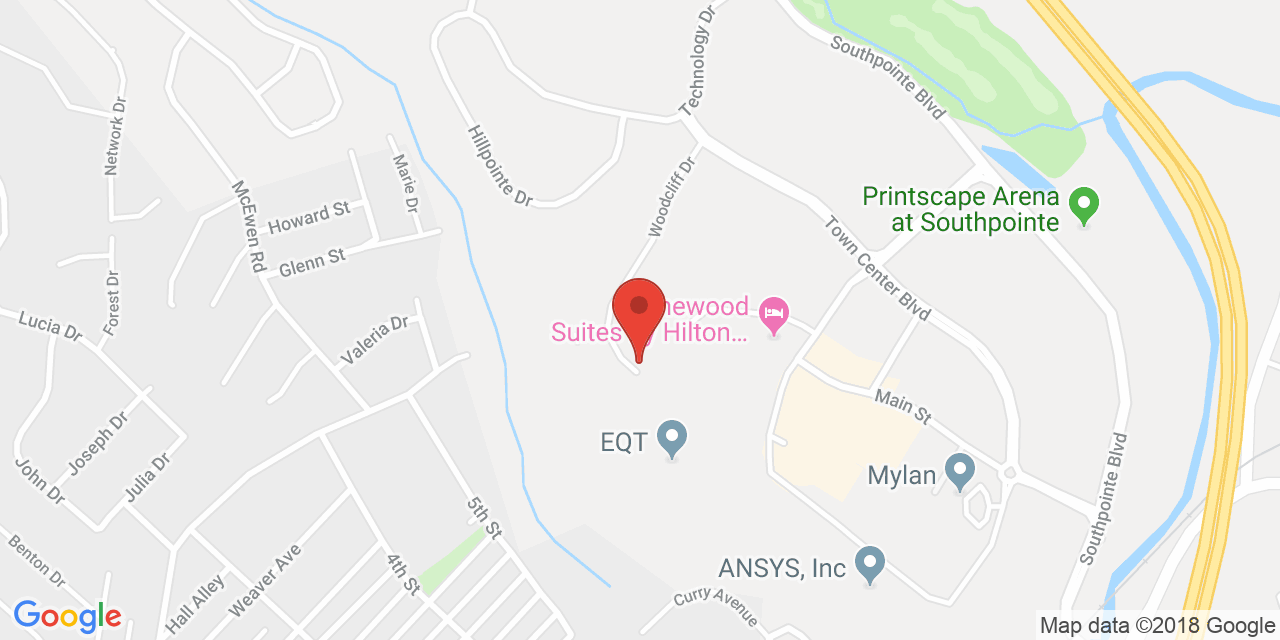 Technology Dr
Southpointe Blvd
Network Dr
Hillpointe Dr
Marie Dr
Woodcliff Dr
McEwen Rd
Howard St
Printscape Arena
at Southpointe
Glenn St
Town Center Blvd
Forest Dr
Lucia Dr
Valeria Dr
Suites Hilton...
Main St
Joseph Dr
EQT
Julia Dr
John Dr
Mylan
Southpointe Blvd
5th St
Benton Dr
4th St
Weaver Ave
ANSYS, Inc
Hall Alley
Curry Avenue
Google
Map data ©2018 Google